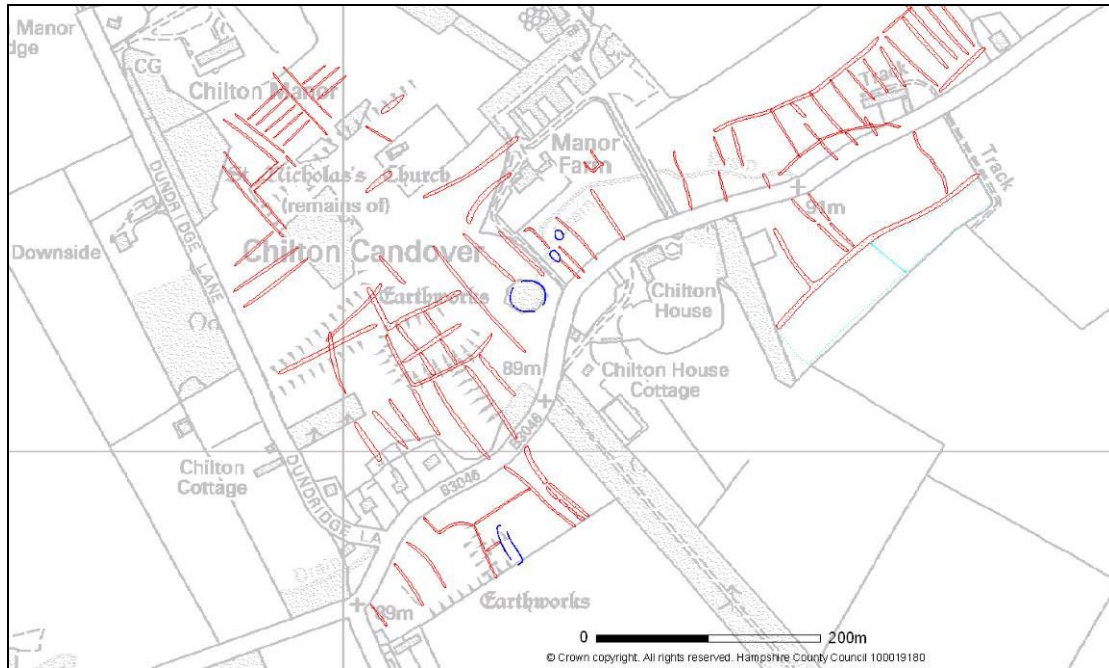 Manor
dge
CG
Chilton Manor
Track
Manor
Farm
St Nicholas's Church
(remains of)
Track
91m
DUNDRIDGE LANE
Downside
Chilton Candover
Earthworks
Chilton
House
89m
Chilton House
Cottage
B3046
Chilton
Cottage
B3046
DUNDRIDGE LA
Drain
89m
Earthworks
0 200m
© Crown copyright. All rights reserved. Hampshire County Council 100019180